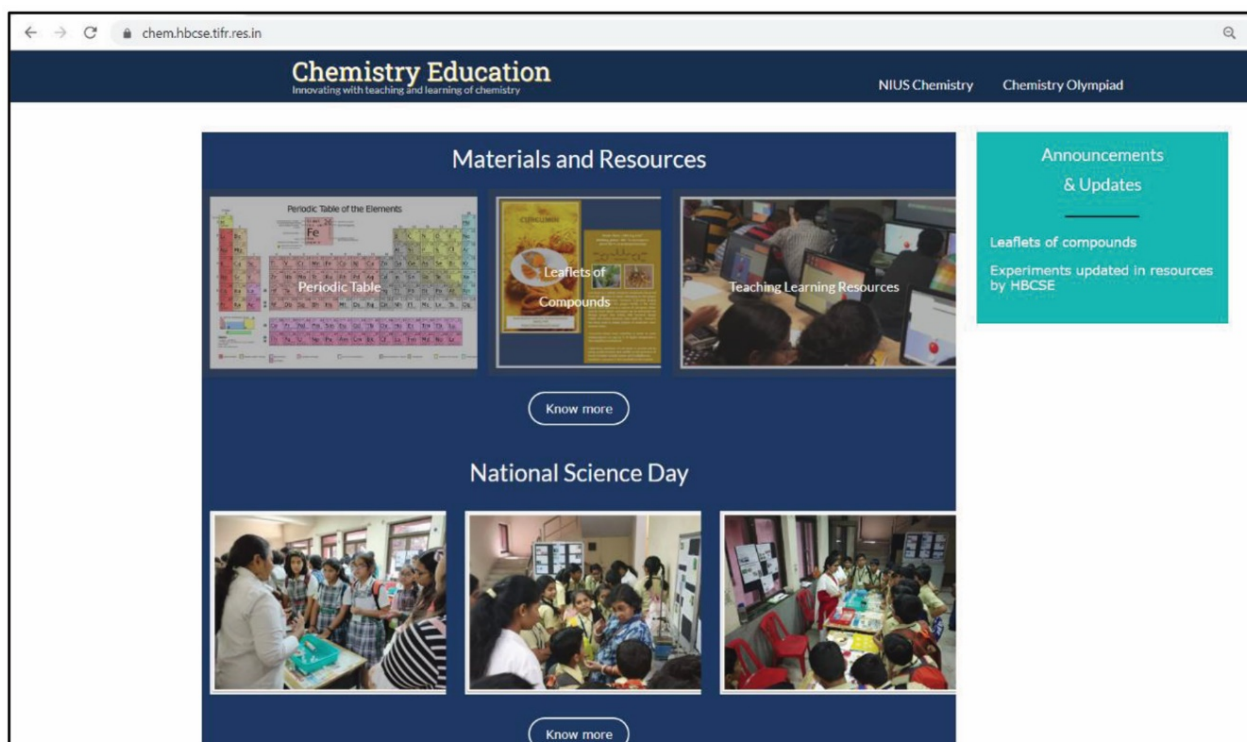 chem.hbcse.tifr.res.in
Chemistry Education
Innovating with teaching and learning of chemistry
NIUS Chemistry
Chemistry Olympiad
Materials and Resources
Periodic Table of the Elements
Fe
Periodic Table
CURCUMIN
Leaflets of
Compounds
Teaching Learning Resources
Know more
National Science Day
Know more
Announcements
& Updates
Leaflets of compounds
Experiments updated in resources
by HBCSE